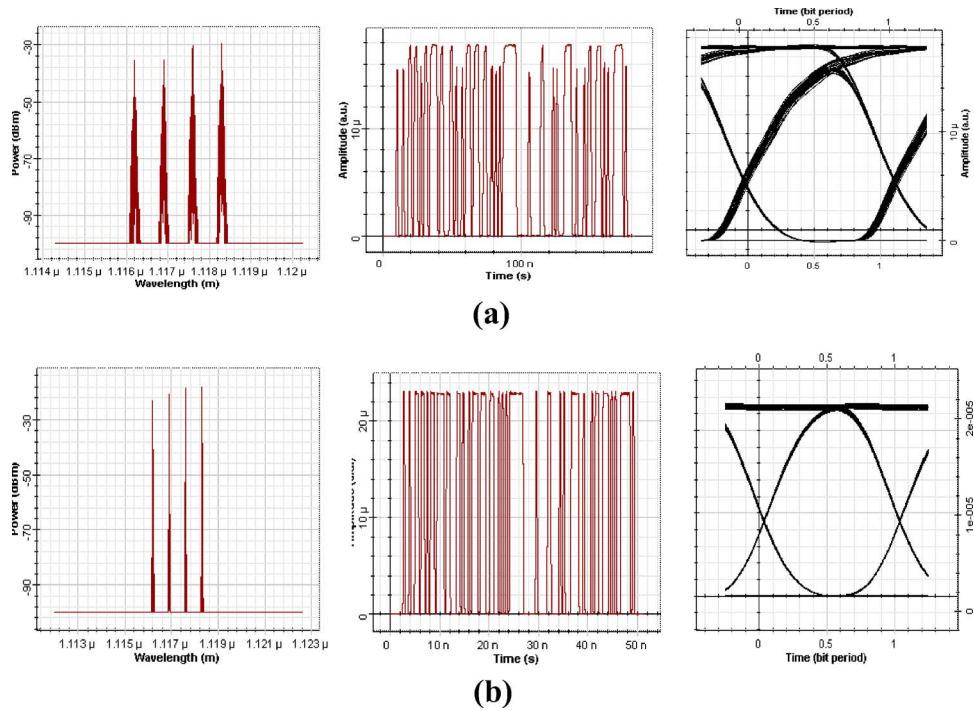 Power (dBm)
-30
-50
-70
-90
1.114 µ 1.115 µ 1.116 µ 1.117 µ 1.118 µ 1.119 µ 1.12 µ
Wavelength (m)
Amplitude (a.u.)
10 µ
0
0 100 n
Time (s)
Time (bit period)
0 0.5 1
10 µ
0
Amplitude (a.u.)
0 0.5 1
(a)
Power (dBm)
-30
-50
-70
-90
1.113 µ 1.115 µ 1.117 µ 1.119 µ 1.121 µ 1.123 µ
Wavelength (m)
20 µ
10 µ
0
0 10 n 20 n 30 n 40 n 50 n
Time (s)
0 0.5 1
2e-005
1e-005
0
0 0.5 1
Time (bit period)
(b)